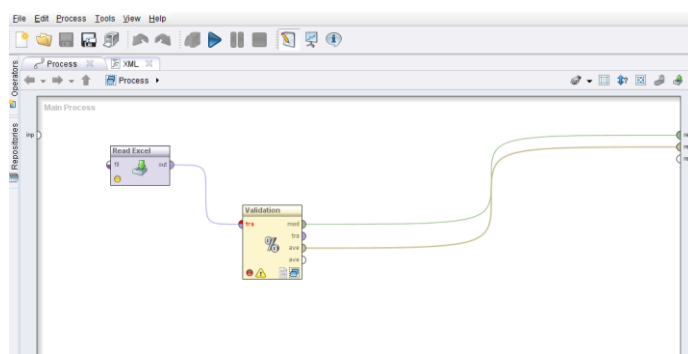 File Edit Process Tools View Help
Process XML
Process
Operators
Repositories
Main Process
inp
Read Excel
fil out
Validation
tra mod
tra
ave
ave